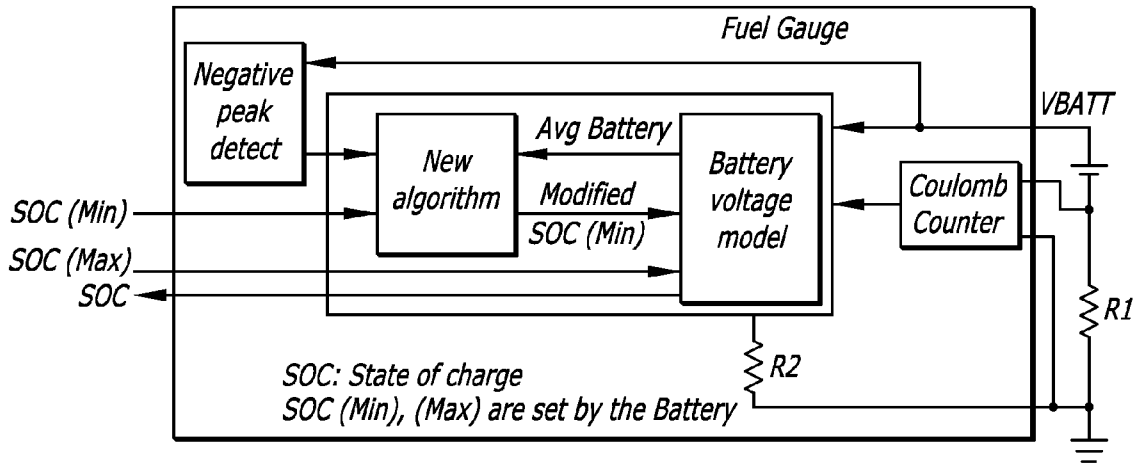 Fuel Gauge
Negative
peak
detect
VBATT
New
algorithm
Avg Battery
Modified
SOC (Min)
Battery
voltage
model
Coulomb
Counter
SOC (Min)
SOC (Max)
SOC
R1
R2
SOC: State of charge
SOC (Min), (Max) are set by the Battery